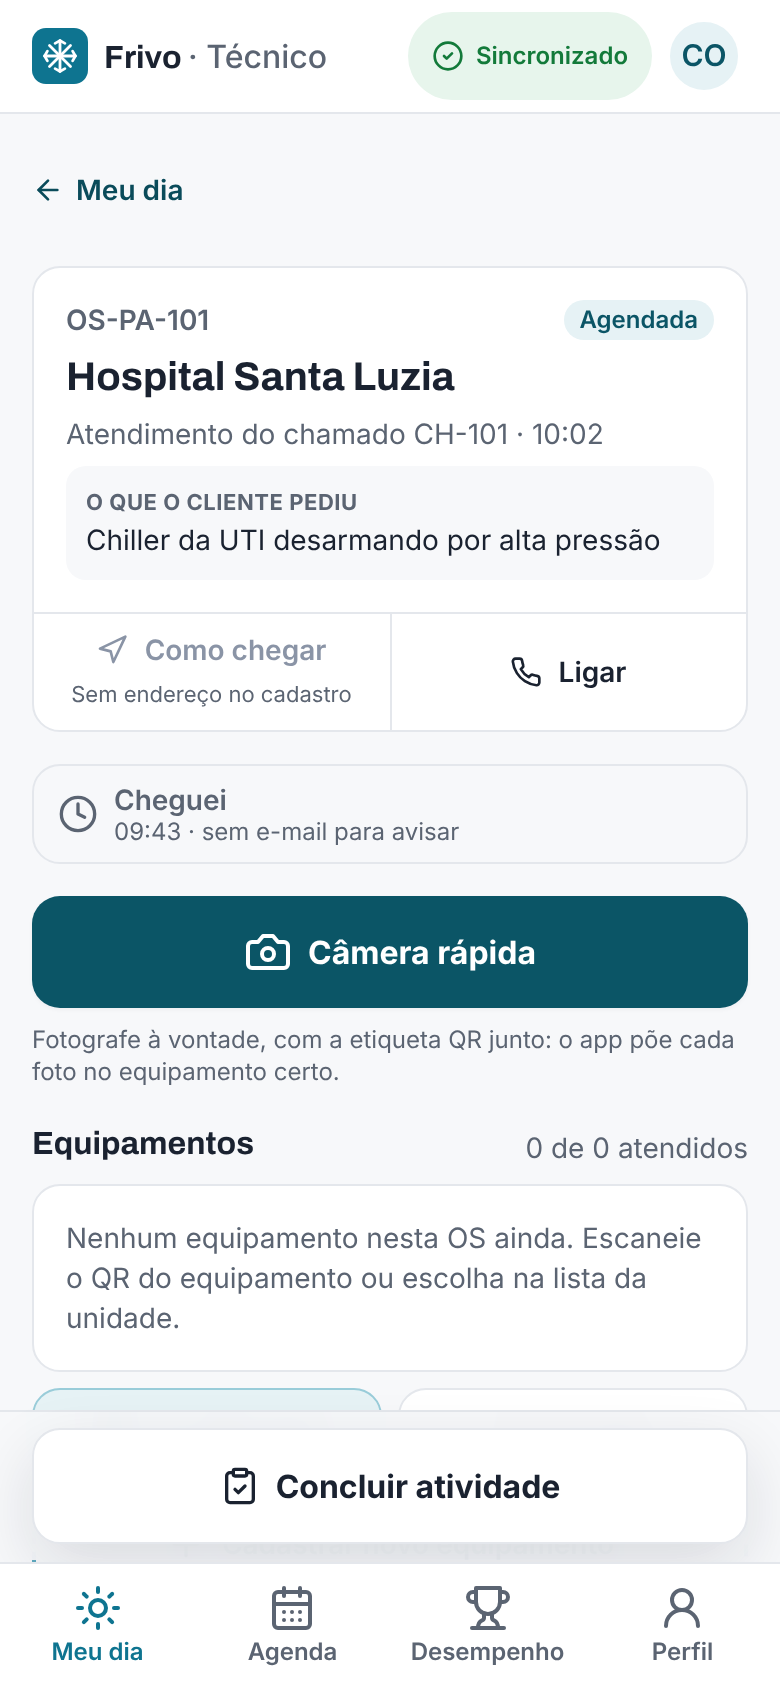 Frivo · Técnico
Sincronizado
CO
Meu dia
OS-PA-101
Agendada
Hospital Santa Luzia
Atendimento do chamado CH-101 · 10:02
O QUE O CLIENTE PEDIU
Chiller da UTI desarmando por alta pressão
Como chegar
Sem endereço no cadastro
Ligar
Cheguei
09:43 · sem e-mail para avisar
Câmera rápida
Fotografe à vontade, com a etiqueta QR junto: o app põe cada
foto no equipamento certo.
Equipamentos
0 de 0 atendidos
Nenhum equipamento nesta OS ainda. Escaneie
o QR do equipamento ou escolha na lista da
unidade.
Concluir atividade
Meu dia
Agenda
Desempenho
Perfil